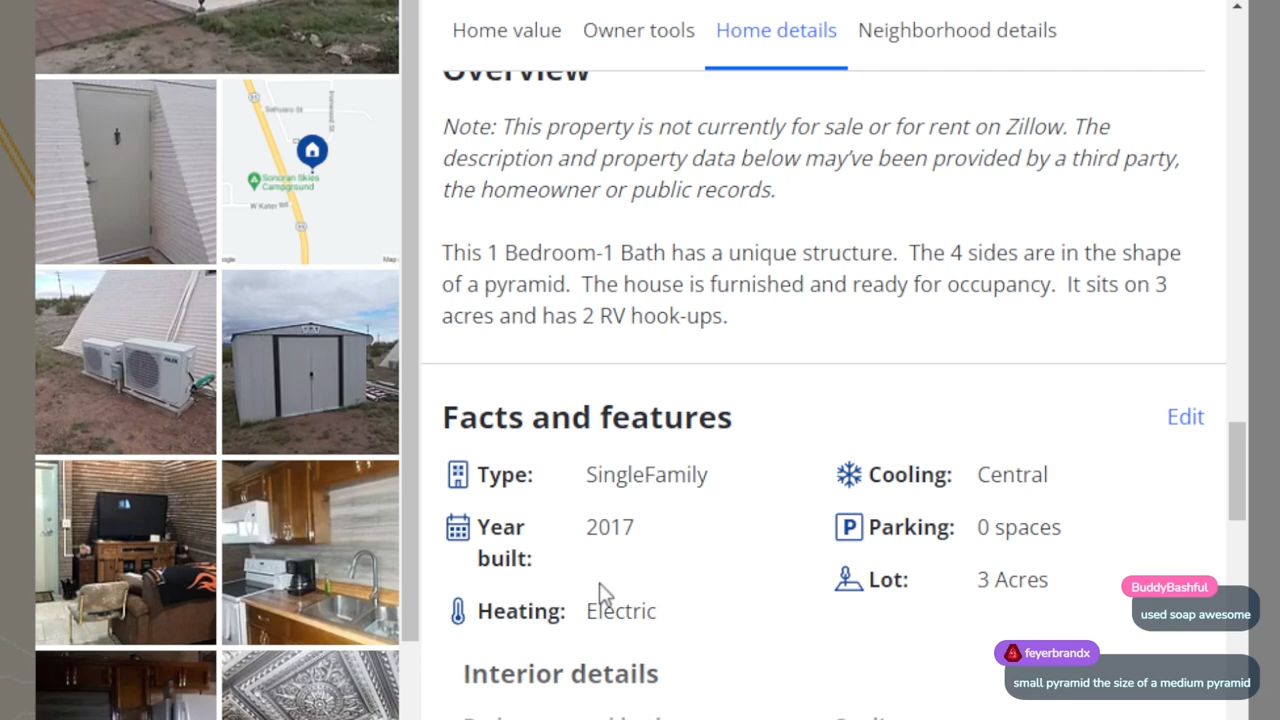 Home value Owner tools Home details Neighborhood details
Overview
Note: This property is not currently for sale or for rent on Zillow. The
description and property data below may've been provided by a third party,
the homeowner or public records.
This 1 Bedroom-1 Bath has a unique structure. The 4 sides are in the shape
of a pyramid. The house is furnished and ready for occupancy. It sits on 3
acres and has 2 RV hook-ups.
Facts and features Edit
Type: SingleFamily Cooling: Central
Year built: 2017 Parking: 0 spaces
Heating: Electric Lot: 3 Acres
Interior details
Sonoran Skies
Campground
W Kater Rd
BuddyBashful
used soap awesome
feyerbrandx
small pyramid the size of a medium pyramid